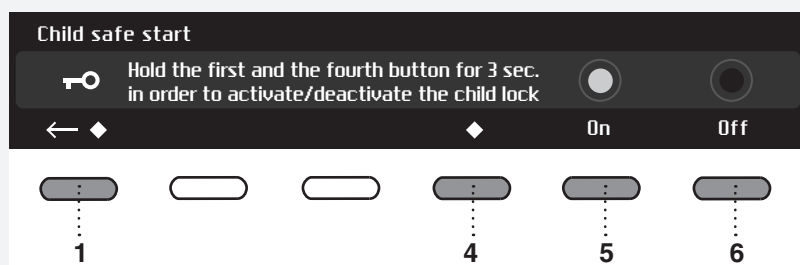 Child safe start
Hold the first and the fourth button for 3 sec.
in order to activate/deactivate the child lock
On Off
1 4 5 6